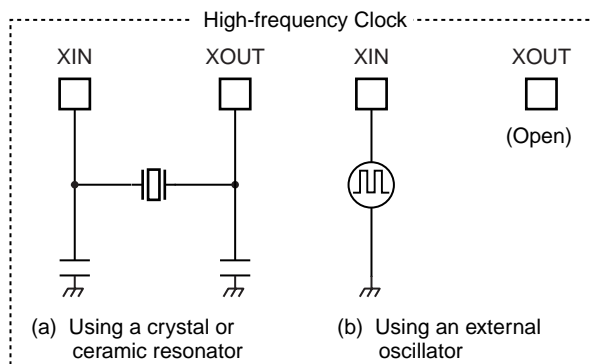 High-frequency Clock
XIN XOUT XIN XOUT
(Open)
(a) Using a crystal or
ceramic resonator
(b) Using an external
oscillator